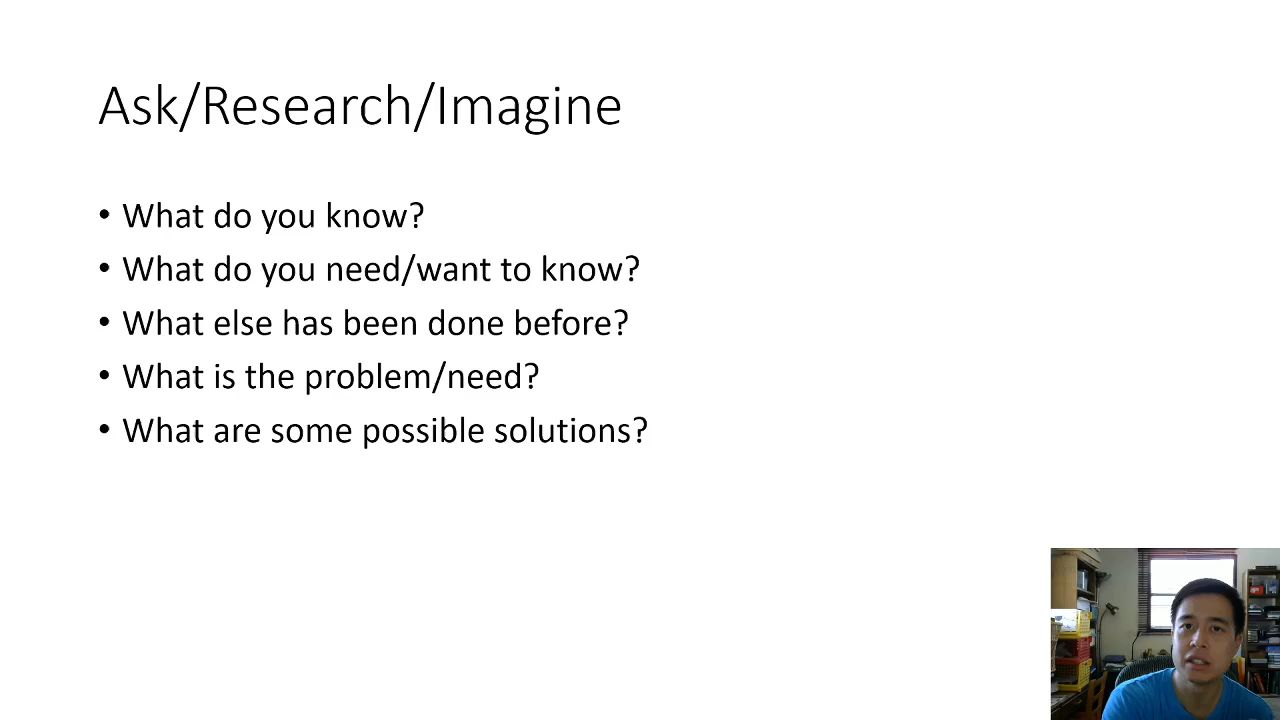 Ask/Research/Imagine
• What do you know?
• What do you need/want to know?
• What else has been done before?
• What is the problem/need?
• What are some possible solutions?